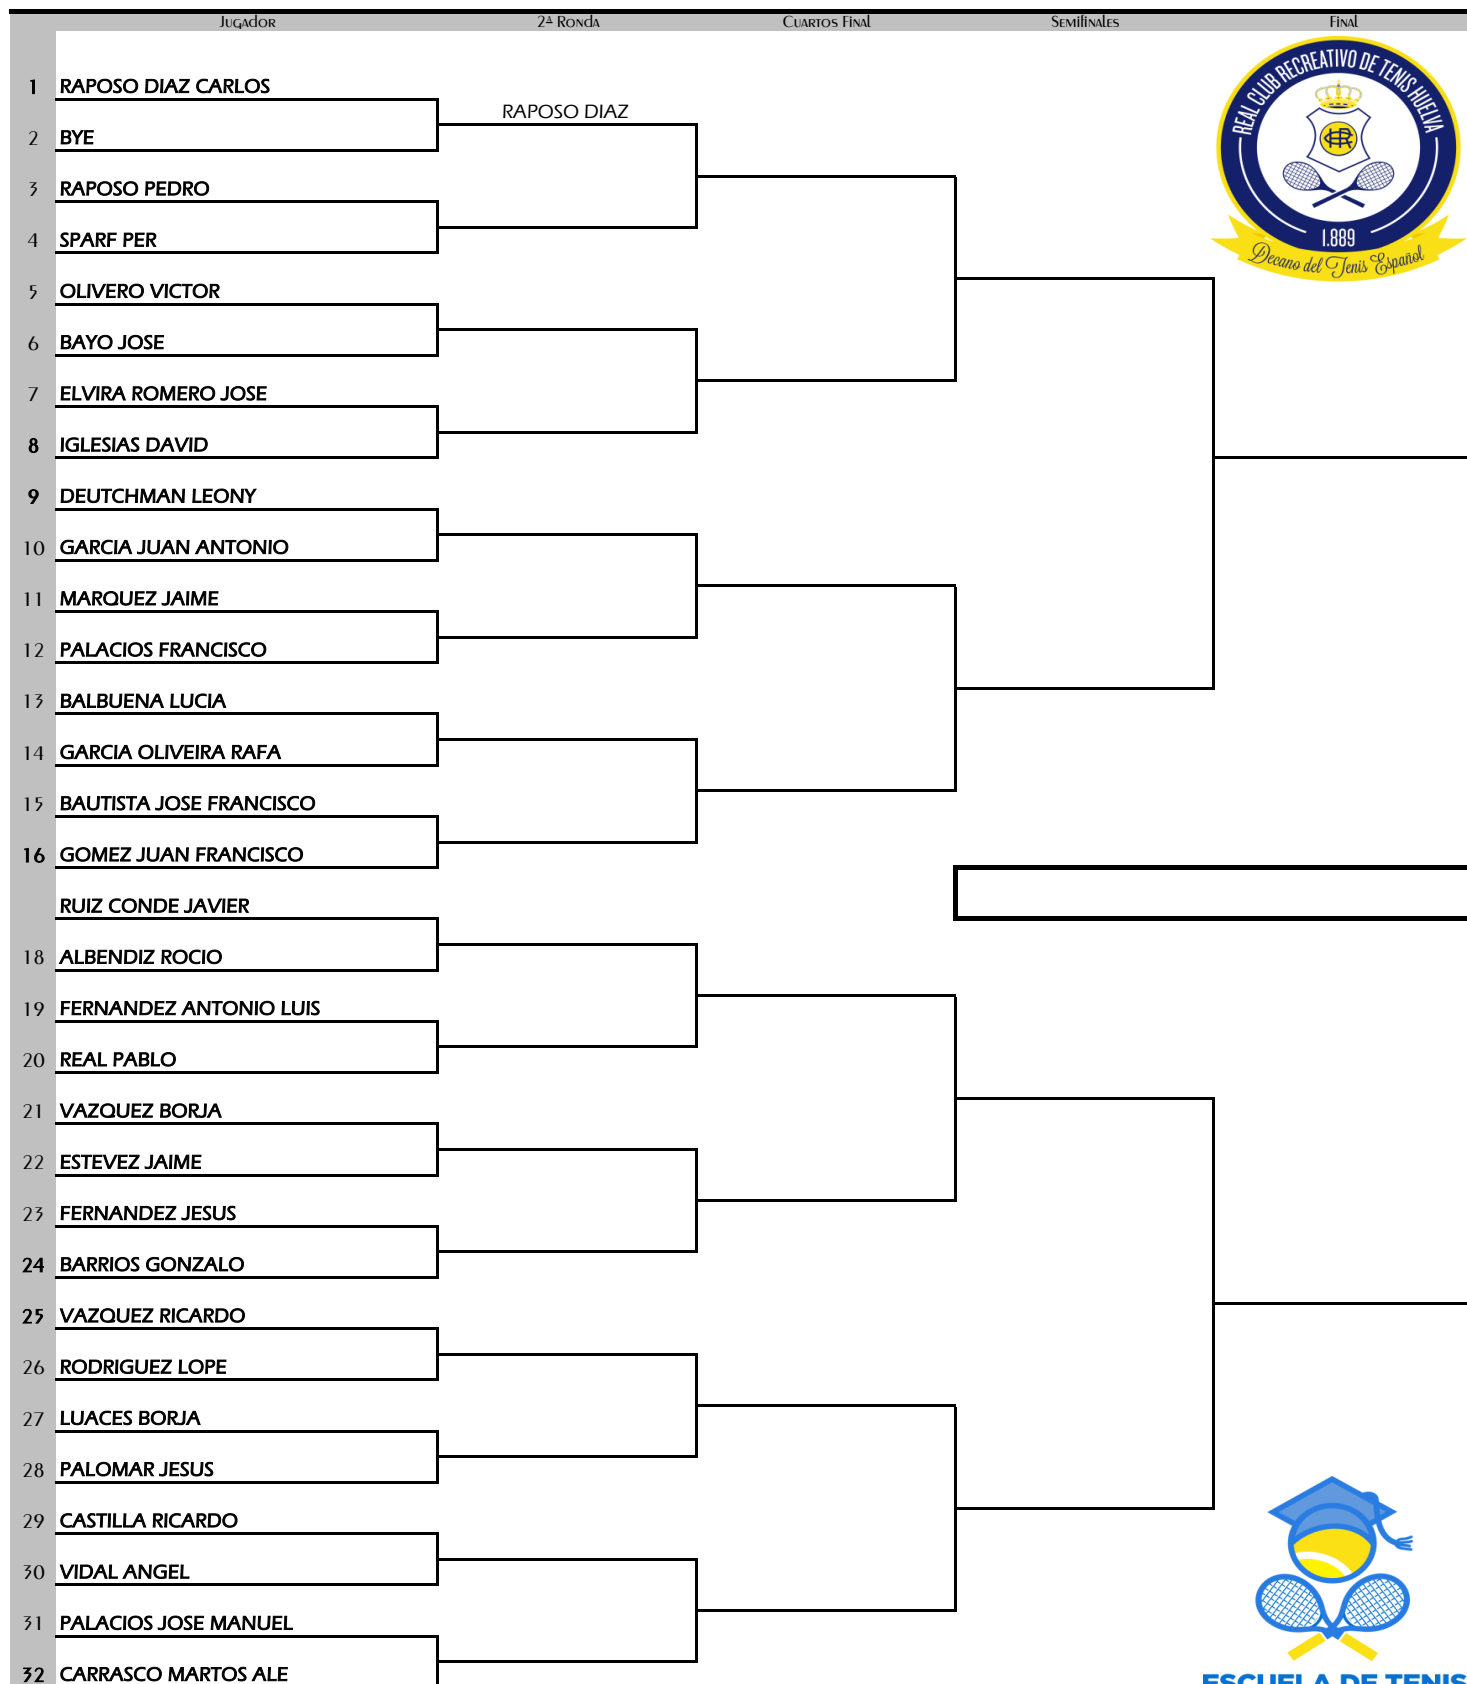 Jugador 2ª Ronda Cuartos Final Semifinales Final
1 RAPOSO DIAZ CARLOS
RAPOSO DIAZ
2 BYE
3 RAPOSO PEDRO
4 SPARF PER
5 OLIVERO VICTOR
6 BAYO JOSE
7 ELVIRA ROMERO JOSE
8 IGLESIAS DAVID
9 DEUTCHMAN LEONY
10 GARCIA JUAN ANTONIO
11 MARQUEZ JAIME
12 PALACIOS FRANCISCO
13 BALBUENA LUCIA
14 GARCIA OLIVEIRA RAFA
15 BAUTISTA JOSE FRANCISCO
16 GOMEZ JUAN FRANCISCO
RUIZ CONDE JAVIER
18 ALBENDIZ ROCIO
19 FERNANDEZ ANTONIO LUIS
20 REAL PABLO
21 VAZQUEZ BORJA
22 ESTEVEZ JAIME
23 FERNANDEZ JESUS
24 BARRIOS GONZALO
25 VAZQUEZ RICARDO
26 RODRIGUEZ LOPE
27 LUACES BORJA
28 PALOMAR JESUS
29 CASTILLA RICARDO
30 VIDAL ANGEL
31 PALACIOS JOSE MANUEL
32 CARRASCO MARTOS ALE
REAL CLUB RECREATIVO DE TENIS HUELVA
1.889
Decano del Tenis Español
ESCUELA DE TENIS